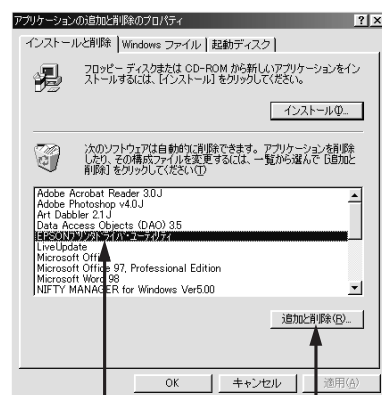 アプリケーションの追加と削除のプロパティ
? ×
インストールと削除 Windows ファイル 起動ディスク
フロッピー ディスクまたは CD-ROM から新しいアプリケーションをイン
ストールするには、[インストール] をクリックしてください。
インストール(I)...
次のソフトウェアは自動的に削除できます。アプリケーションを削除
したり、その構成ファイルを変更するには、一覧から選んで [追加と
削除] をクリックしてください(T)
Adobe Acrobat Reader 3.0J
Adobe Photoshop v4.0J
Art Dabbler 2.1J
Data Access Objects (DAO) 3.5
EPSONプリンタドライバ・ユーティリティ
LiveUpdate
Microsoft Office
Microsoft Office 97, Professional Edition
Microsoft Word 98
NIFTY MANAGER for Windows Ver5.00
追加と削除(R)...
OK キャンセル 適用(A)